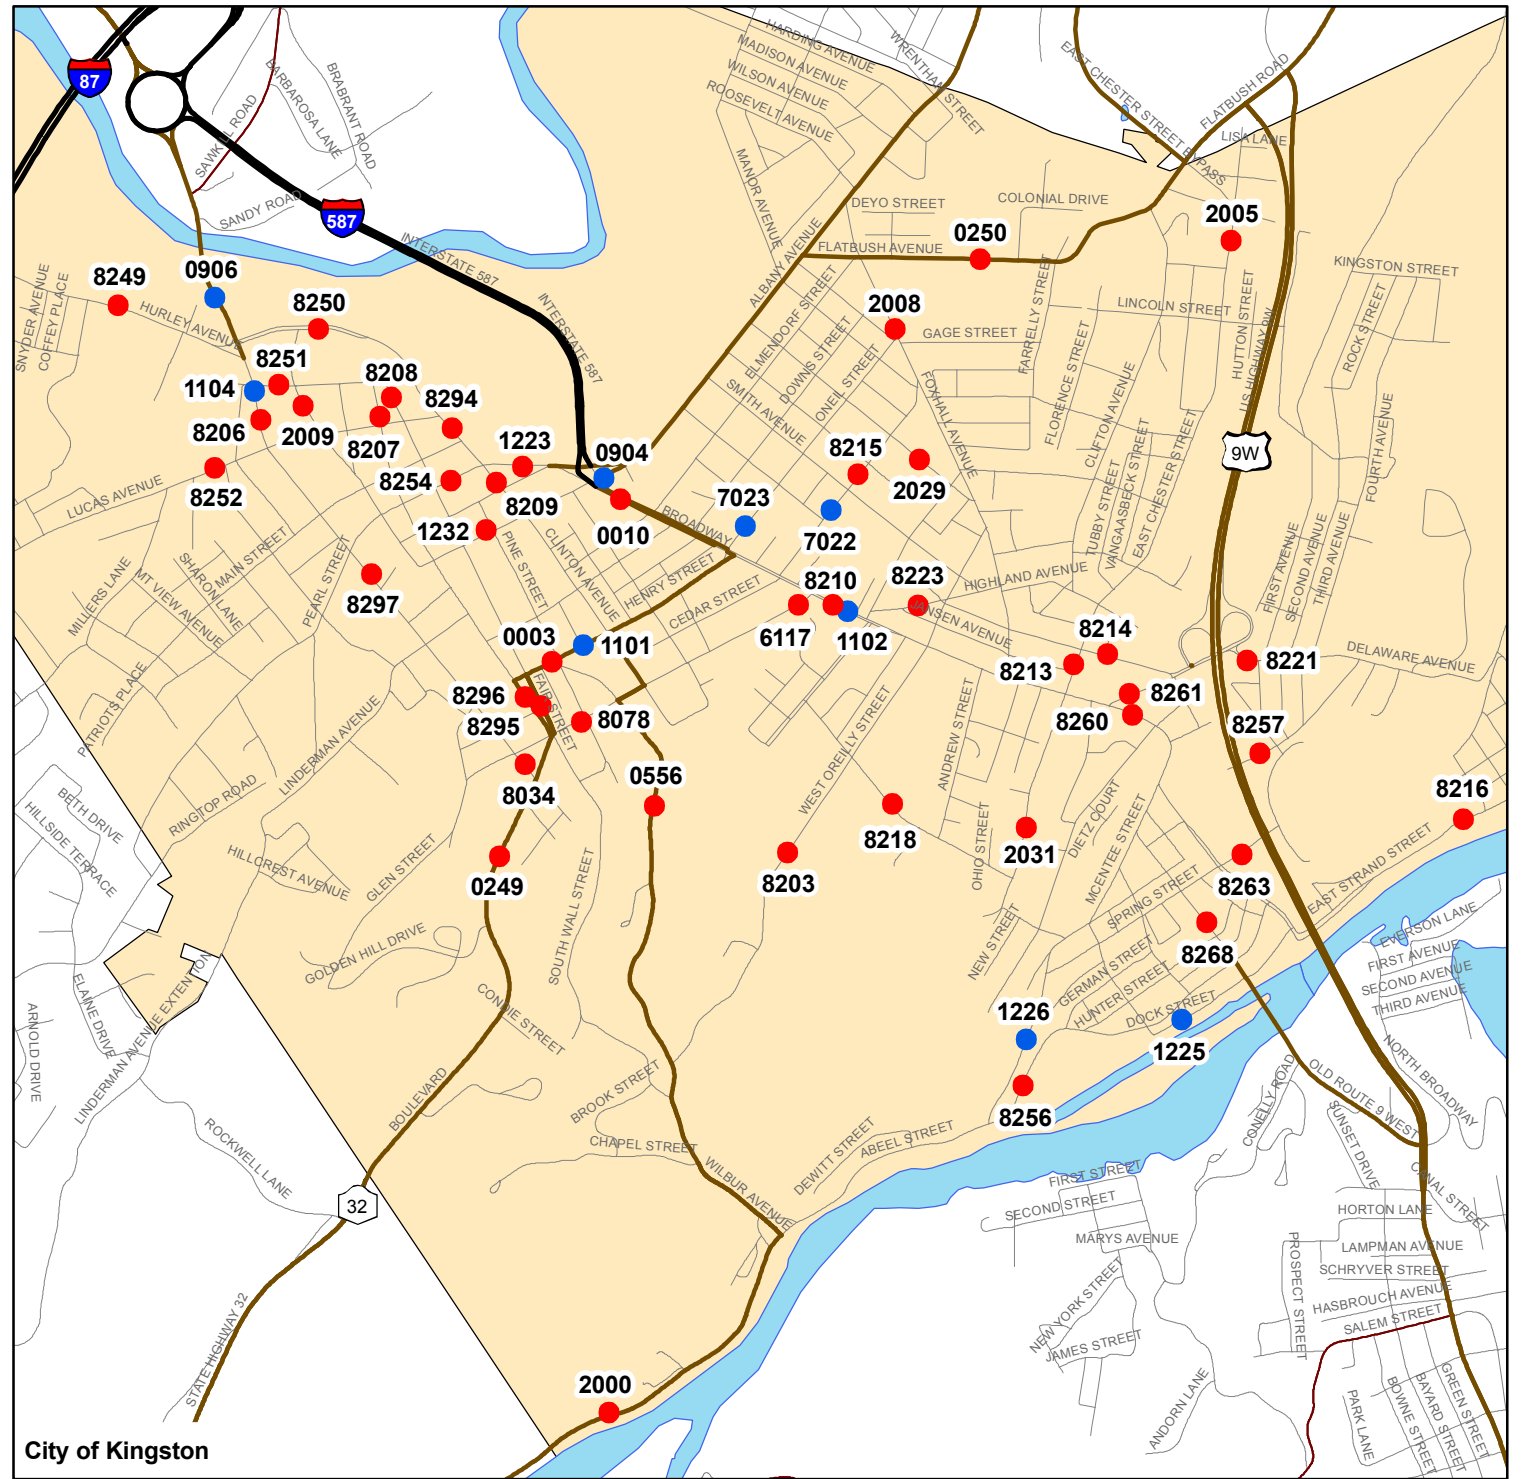 HARDING AVENUE
MADISON AVENUE
WILSON AVENUE
ROOSEVELT AVENUE
WRENTHAM STREET
EAST CHESTER STREET BYPASS
FLATBUSH ROAD
LISA LANE
87
BARBAROSA LANE
BRABRANT ROAD
SAWKILL ROAD
SANDY ROAD
587
INTERSTATE 587
INTERSTATE 587
MANOR AVENUE
DEYO STREET
COLONIAL DRIVE
2005
0250
FLATBUSH AVENUE
ALBANY AVENUE
KINGSTON STREET
SNYDER AVENUE
COFFEY PLACE
8249
0906
HURLEY AVENUE
8250
2008
GAGE STREET
LINCOLN STREET
FARRELLY STREET
HUTTON STREET
US HIGHWAY 9W
ROCK STREET
ELMENDORF STREET
DOWNS STREET
ONEIL STREET
SMITH AVENUE
FOXHALL AVENUE
FLORENCE STREET
CLIFTON AVENUE
8251
1104
8208
8294
8206
2009
8207
1223
0904
8215
2029
9W
FOURTH AVENUE
VANGAASBECK STREET
EAST CHESTER STREET
TUBBY STREET
LUCAS AVENUE
8252
8254
8209
0010
7023
7022
BROADWAY
1232
PINE STREET
CLINTON AVENUE
HENRY STREET
CEDAR STREET
MAIN STREET
SHARON LANE
MT VIEW AVENUE
MILLERS LANE
PEARL STREET
8297
8210
8223
HIGHLAND AVENUE
JANSEN AVENUE
FIRST AVENUE
SECOND AVENUE
THIRD AVENUE
6117
1102
0003
1101
8214
8213
8221
DELAWARE AVENUE
8296
8295
FAIR STREET
8078
8261
8260
8257
PATRIOTS PLACE
LINDERMAN AVENUE
WEST OREILLY STREET
ANDREW STREET
8034
0556
8216
BETH DRIVE
HILLSIDE TERRACE
RINGTOP ROAD
8218
2031
OHIO STREET
DIETZ COURT
MCENTEE STREET
EAST STRAND STREET
HILLCREST AVENUE
GLEN STREET
0249
8203
8263
SPRING STREET
SOUTH WALL STREET
GOLDEN HILL DRIVE
NEW STREET
8268
EVERSON LANE
FIRST AVENUE
SECOND AVENUE
THIRD AVENUE
GERMAN STREET
HUNTER STREET
DOCK STREET
ELAINE DRIVE
ARNOLD DRIVE
LINDERMAN AVENUE EXTENTION
CONDIE STREET
1226
1225
8256
BOULEVARD
BROOK STREET
CHAPEL STREET
WILBUR AVENUE
DEWITT STREET
ABEEL STREET
CONELLY ROAD
OLD ROUTE 9 WEST
NORTH BROADWAY
SUNSET DRIVE
CANAL STREET
ROCKWELL LANE
32
FIRST STREET
SECOND STREET
MARYS AVENUE
HORTON LANE
LAMPMAN AVENUE
SCHRYVER STREET
HASBROUCH AVENUE
SALEM STREET
PROSPECT STREET
NEW YORK STREET
JAMES STREET
STATE HIGHWAY 32
2000
ANDORN LANE
PARK LANE
BOWNE STREET
BAYARD STREET
GREEN STREET
City of Kingston